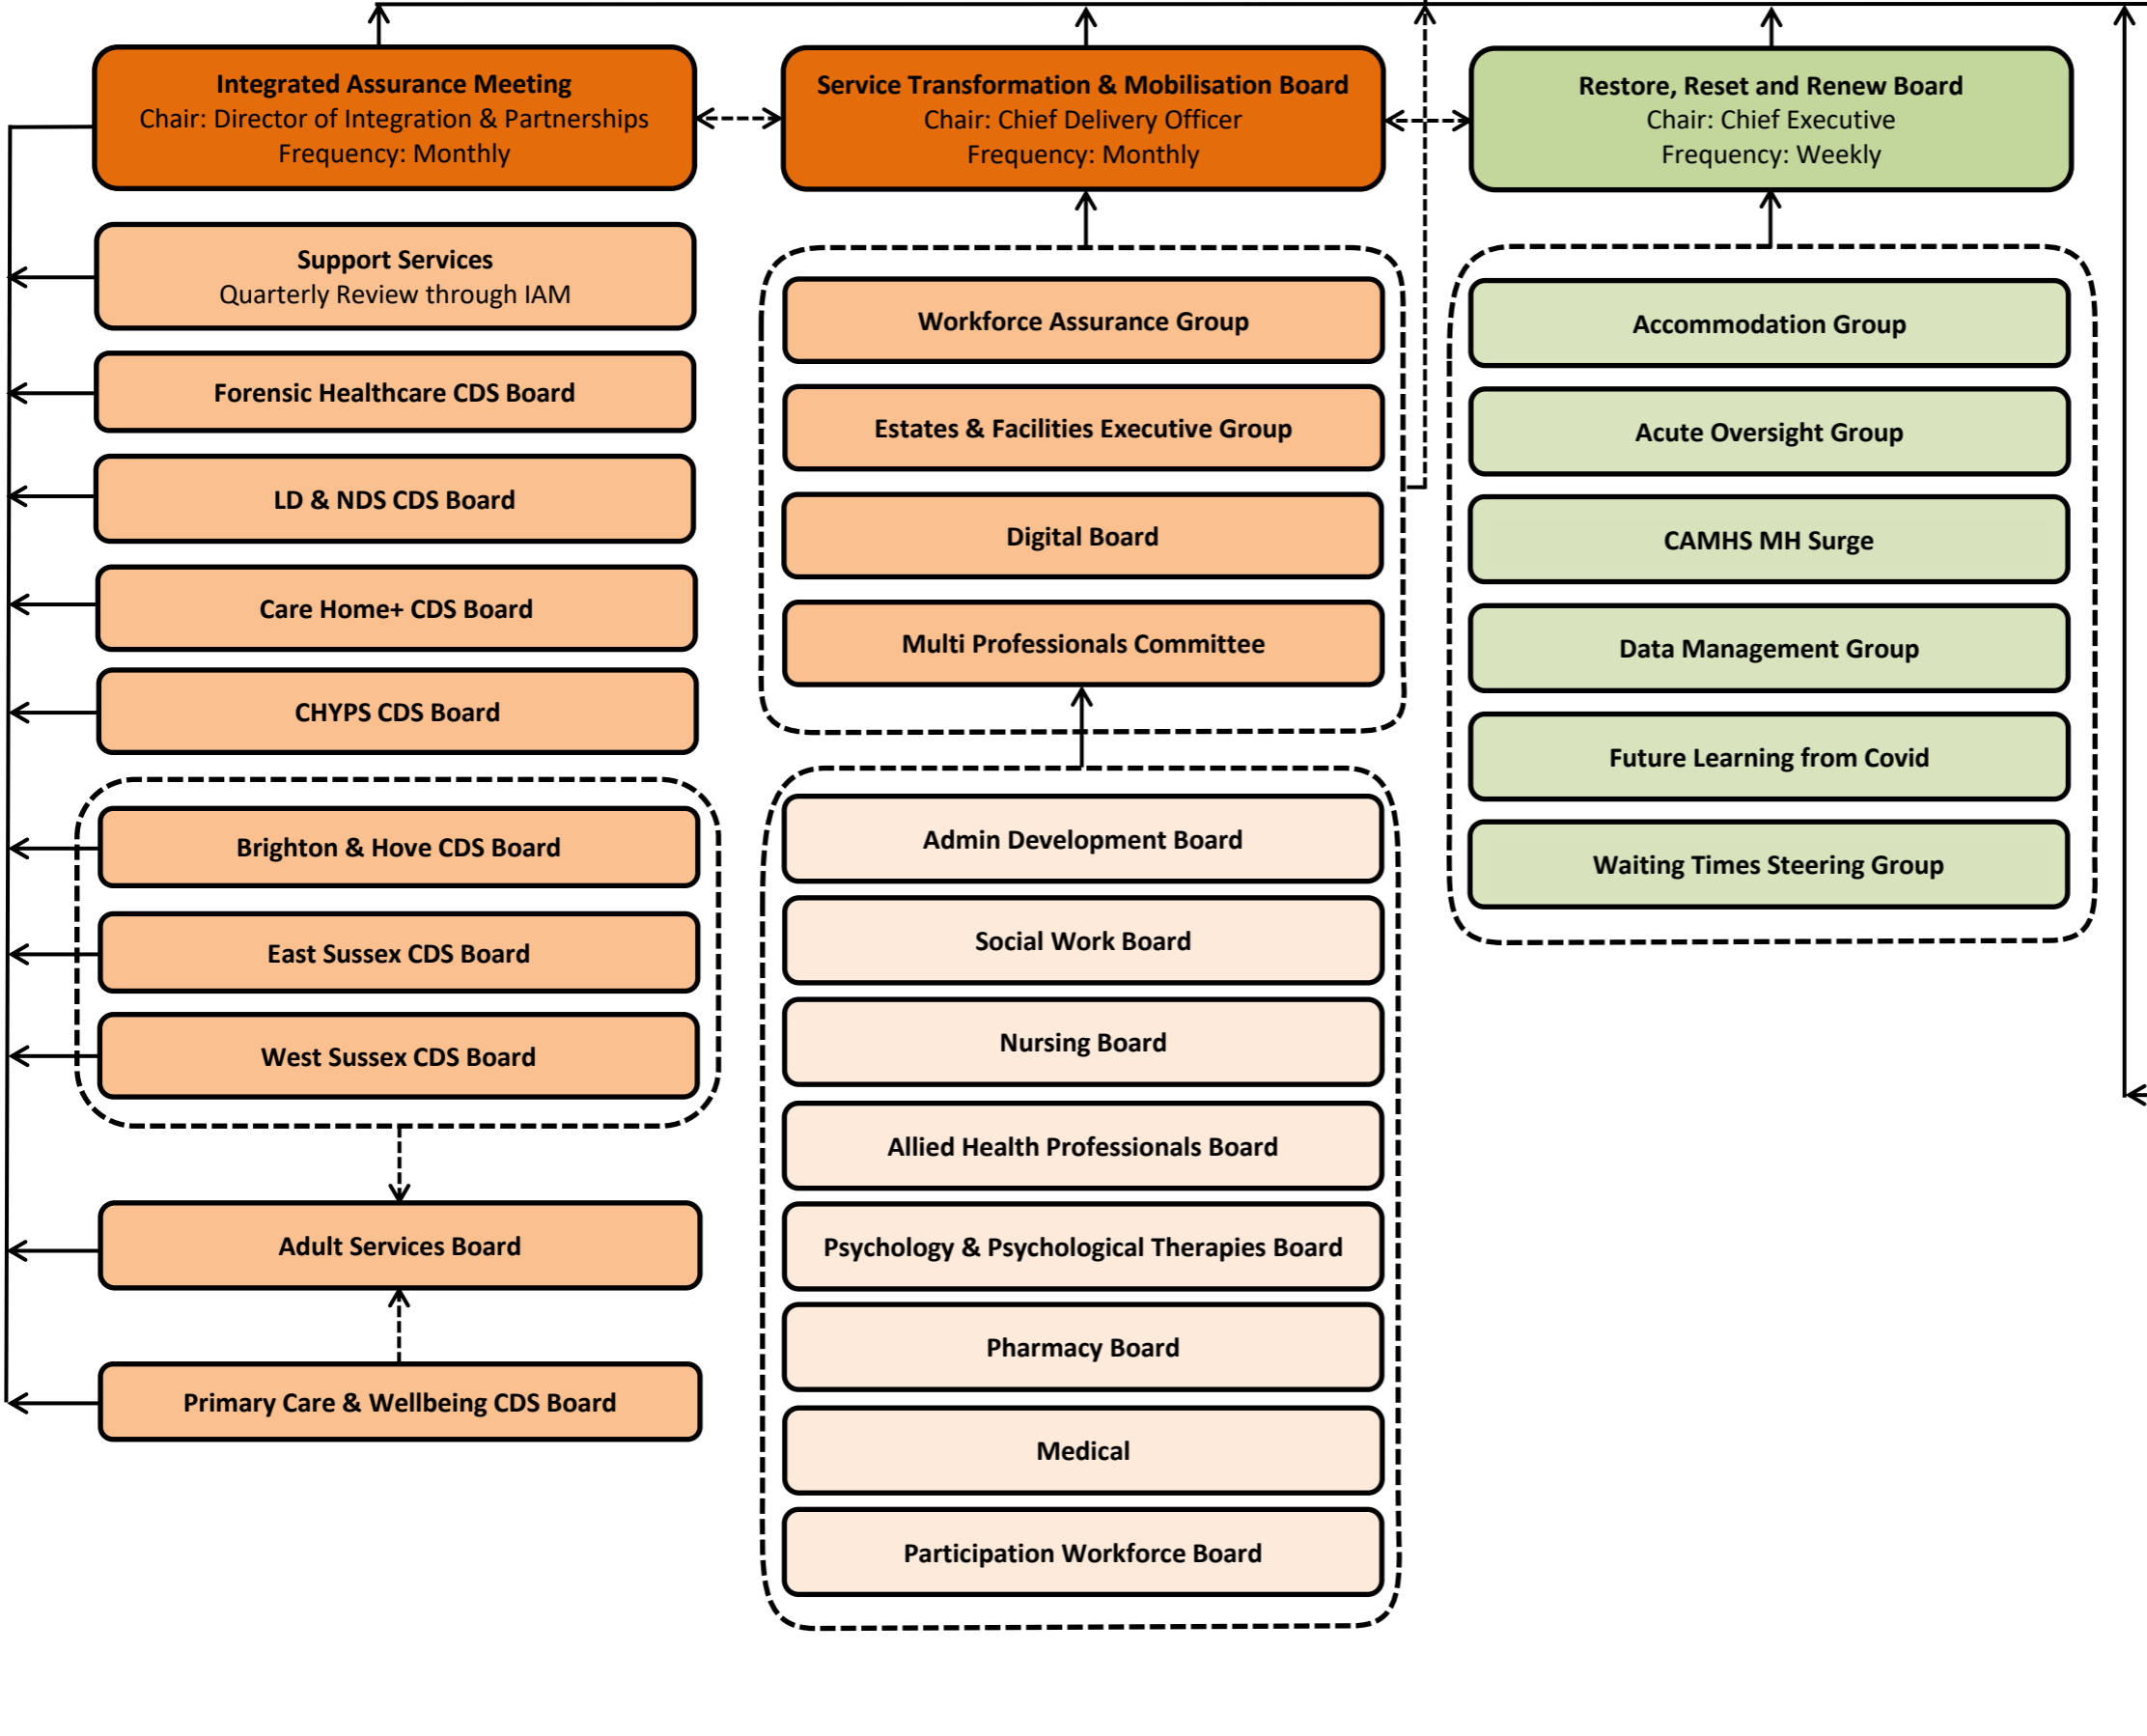 Integrated Assurance Meeting
Chair: Director of Integration & Partnerships
Frequency: Monthly
Support Services
Quarterly Review through IAM
Forensic Healthcare CDS Board
LD & NDS CDS Board
Care Home+ CDS Board
CHYPS CDS Board
Brighton & Hove CDS Board
East Sussex CDS Board
West Sussex CDS Board
Adult Services Board
Primary Care & Wellbeing CDS Board
Service Transformation & Mobilisation Board
Chair: Chief Delivery Officer
Frequency: Monthly
Workforce Assurance Group
Estates & Facilities Executive Group
Digital Board
Multi Professionals Committee
Admin Development Board
Social Work Board
Nursing Board
Allied Health Professionals Board
Psychology & Psychological Therapies Board
Pharmacy Board
Medical
Participation Workforce Board
Restore, Reset and Renew Board
Chair: Chief Executive
Frequency: Weekly
Accommodation Group
Acute Oversight Group
CAMHS MH Surge
Data Management Group
Future Learning from Covid
Waiting Times Steering Group